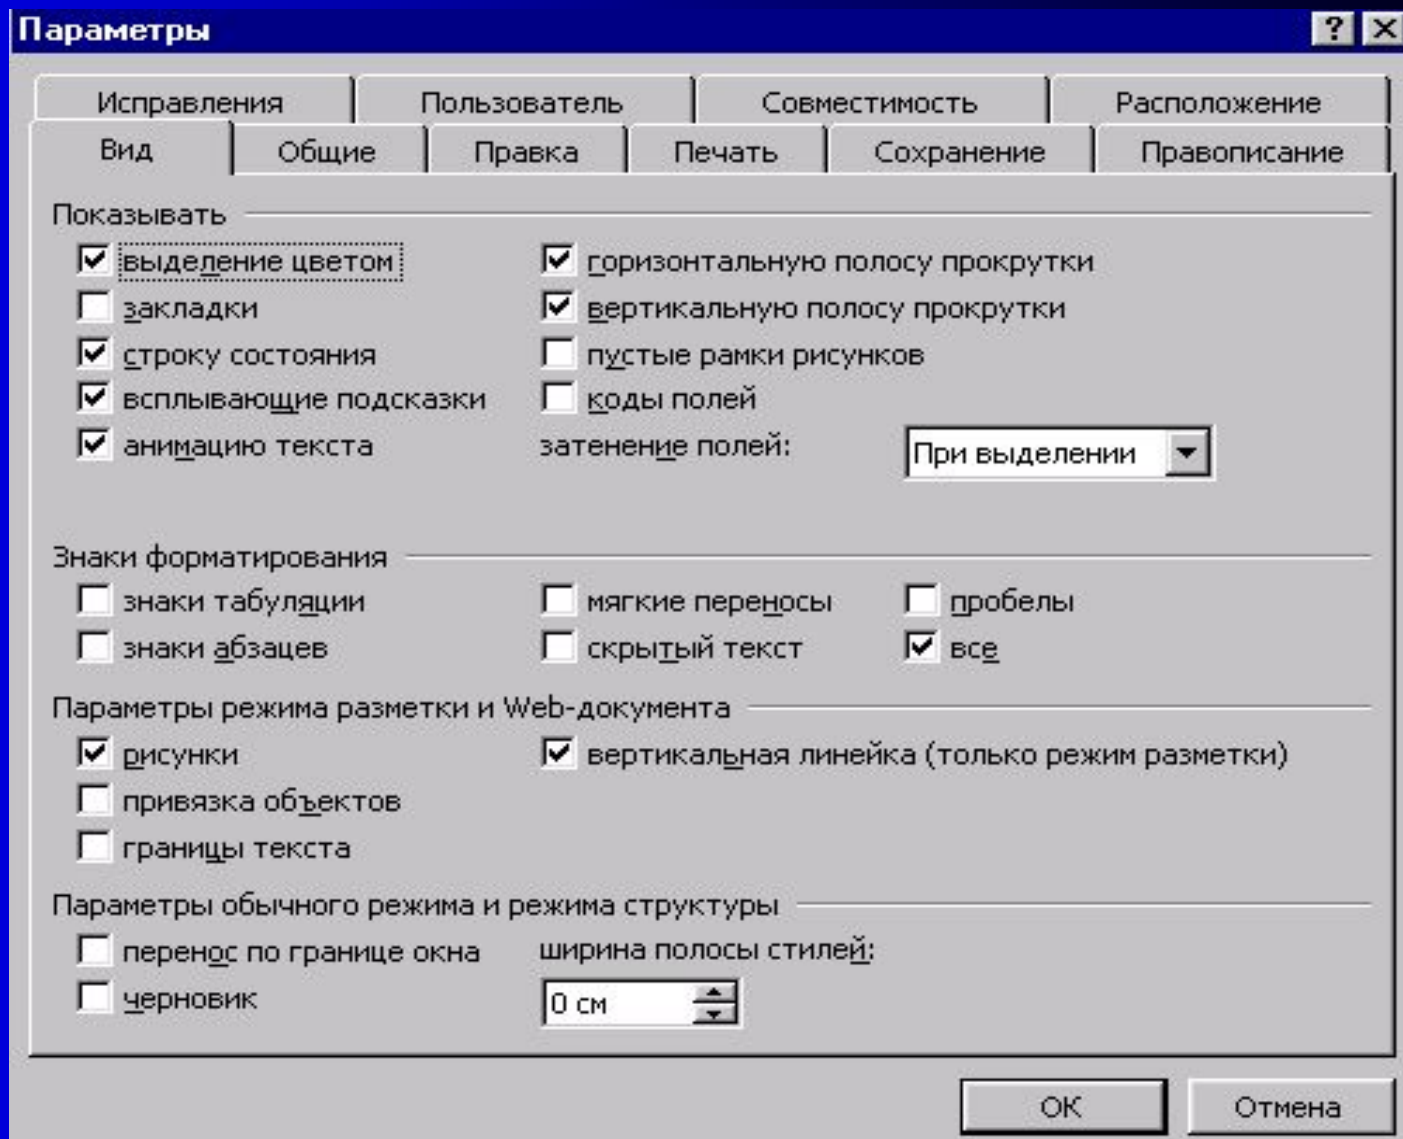 Параметры
Исправления Пользователь Совместимость Расположение
Вид Общие Правка Печать Сохранение Правописание
Показывать
выделение цветом горизонтальную полосу прокрутки
закладки вертикальную полосу прокрутки
строку состояния пустые рамки рисунков
всплывающие подсказки коды полей
анимацию текста затенение полей: При выделении
Знаки форматирования
знаки табуляции мягкие переносы пробелы
знаки абзацев скрытый текст все
Параметры режима разметки и Web-документа
рисунки вертикальная линейка (только режим разметки)
привязка объектов
границы текста
Параметры обычного режима и режима структуры
перенос по границе окна ширина полосы стилей:
черновик 0 см
ОК Отмена